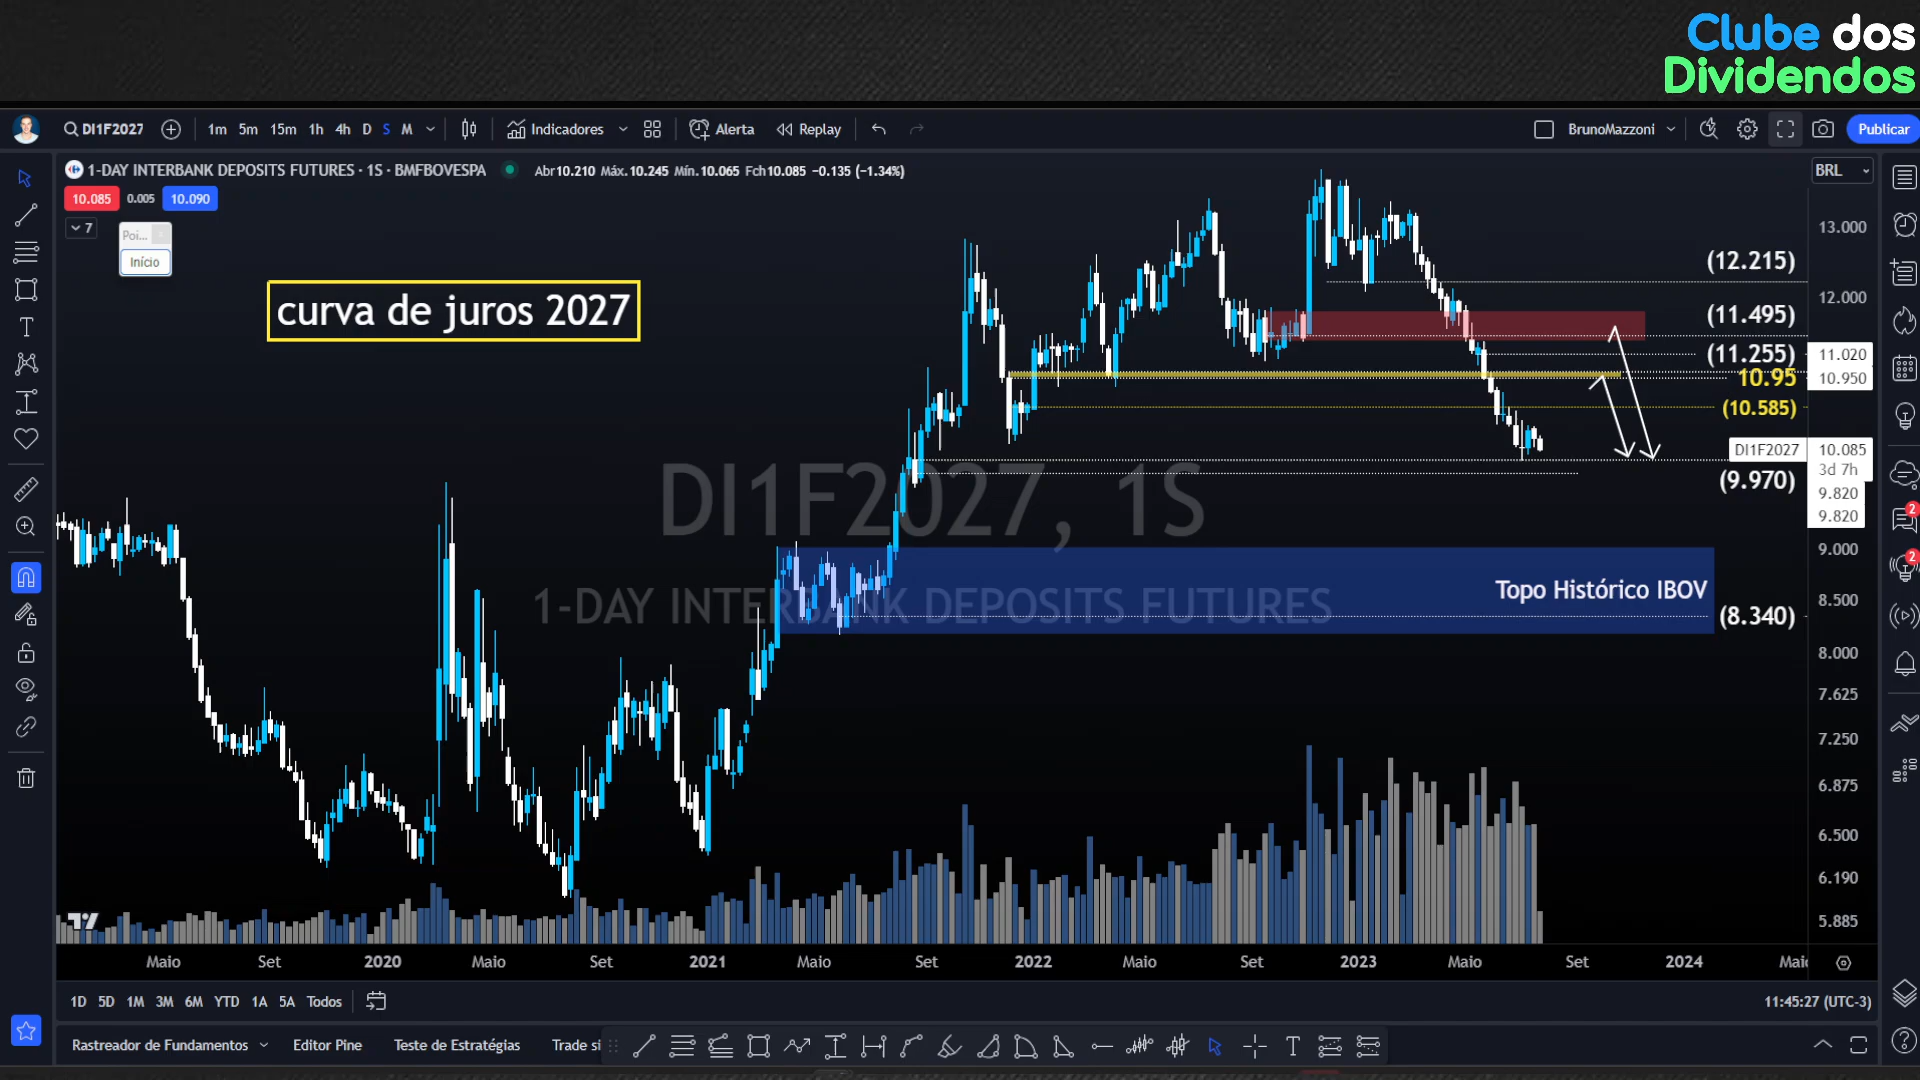 Clube dos
Dividendos
DI1F2027
1m 5m 15m 1h 4h D S M
Indicadores
Alerta
Replay
BrunoMazzoni
Publicar
1-DAY INTERBANK DEPOSITS FUTURES · 1S · BMFBOVESPA
Abr10.210 Máx.10.245 Mín.10.065 Fch10.085 −0.135 (−1.34%)
BRL
10.085 0.005 10.090
7
Poi...
Início
curva de juros 2027
13.000
(12.215)
12.000
(11.495)
(11.255)
11.020
10.95
10.950
(10.585)
DI1F2027
10.085
3d 7h
(9.970)
9.820
9.820
DI1F2027, 1S
1-DAY INTERBANK DEPOSITS FUTURES
9.000
Topo Histórico IBOV
8.500
(8.340)
8.000
7.625
7.250
6.875
6.500
6.190
5.885
2
2
Maio Set 2020 Maio Set 2021 Maio Set 2022 Maio Set 2023 Maio Set 2024
1D 5D 1M 3M 6M YTD 1A 5A Todos
11:45:27 (UTC-3)
Rastreador de Fundamentos
Editor Pine
Teste de Estratégias
Trade si